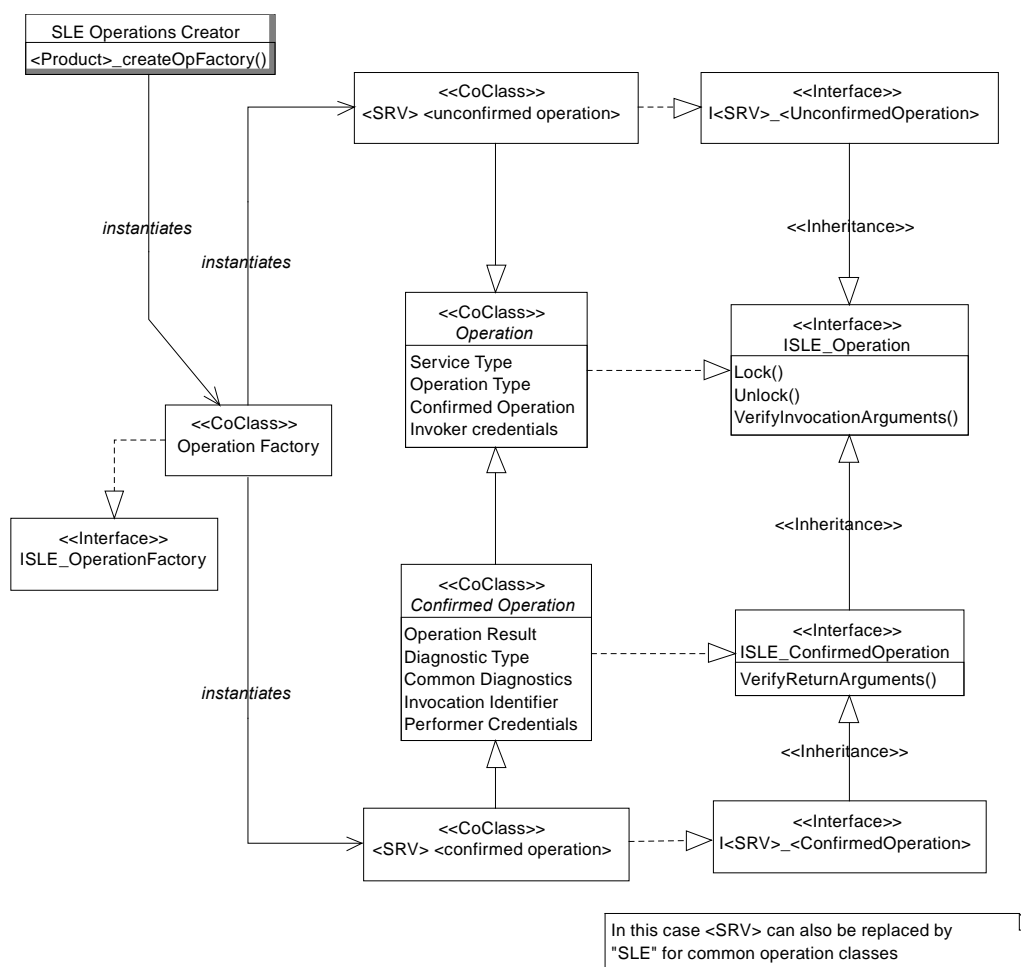 SLE Operations Creator
<Product>_createOpFactory()
<<CoClass>>
<SRV> <unconfirmed operation>
<<Interface>>
I<SRV>_<UnconfirmedOperation>
instantiates
instantiates
<<Inheritance>>
<<CoClass>>
Operation
Service Type
Operation Type
Confirmed Operation
Invoker credentials
<<Interface>>
ISLE_Operation
Lock()
Unlock()
VerifyInvocationArguments()
<<CoClass>>
Operation Factory
<<Interface>>
ISLE_OperationFactory
<<Inheritance>>
<<CoClass>>
Confirmed Operation
Operation Result
Diagnostic Type
Common Diagnostics
Invocation Identifier
Performer Credentials
<<Interface>>
ISLE_ConfirmedOperation
VerifyReturnArguments()
instantiates
<<Inheritance>>
<<CoClass>>
<SRV> <confirmed operation>
<<Interface>>
I<SRV>_<ConfirmedOperation>
In this case <SRV> can also be replaced by
"SLE" for common operation classes